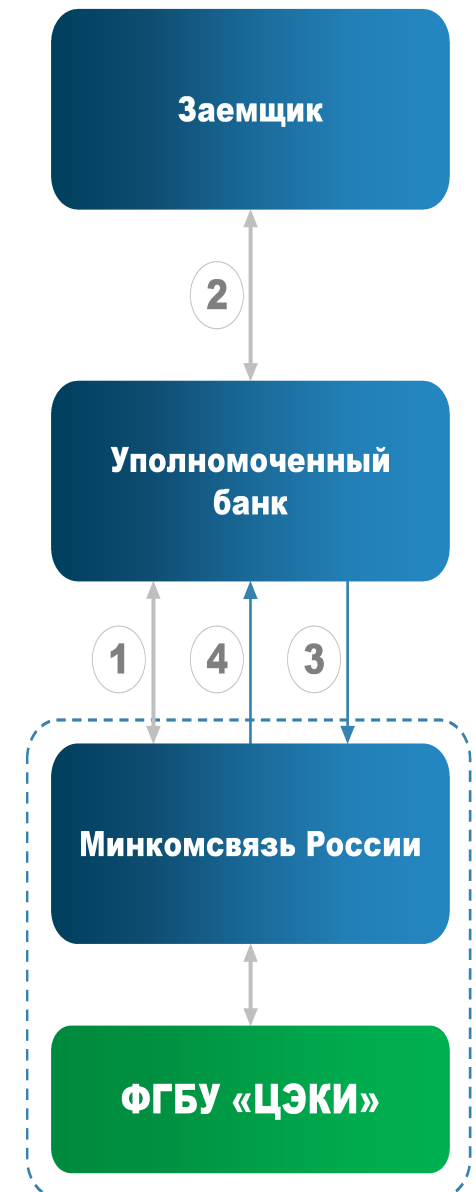 Заемщик
2
Уполномоченный
банк
1
4
3
Минкомсвязь России
ФГБУ «ЦЭКИ»